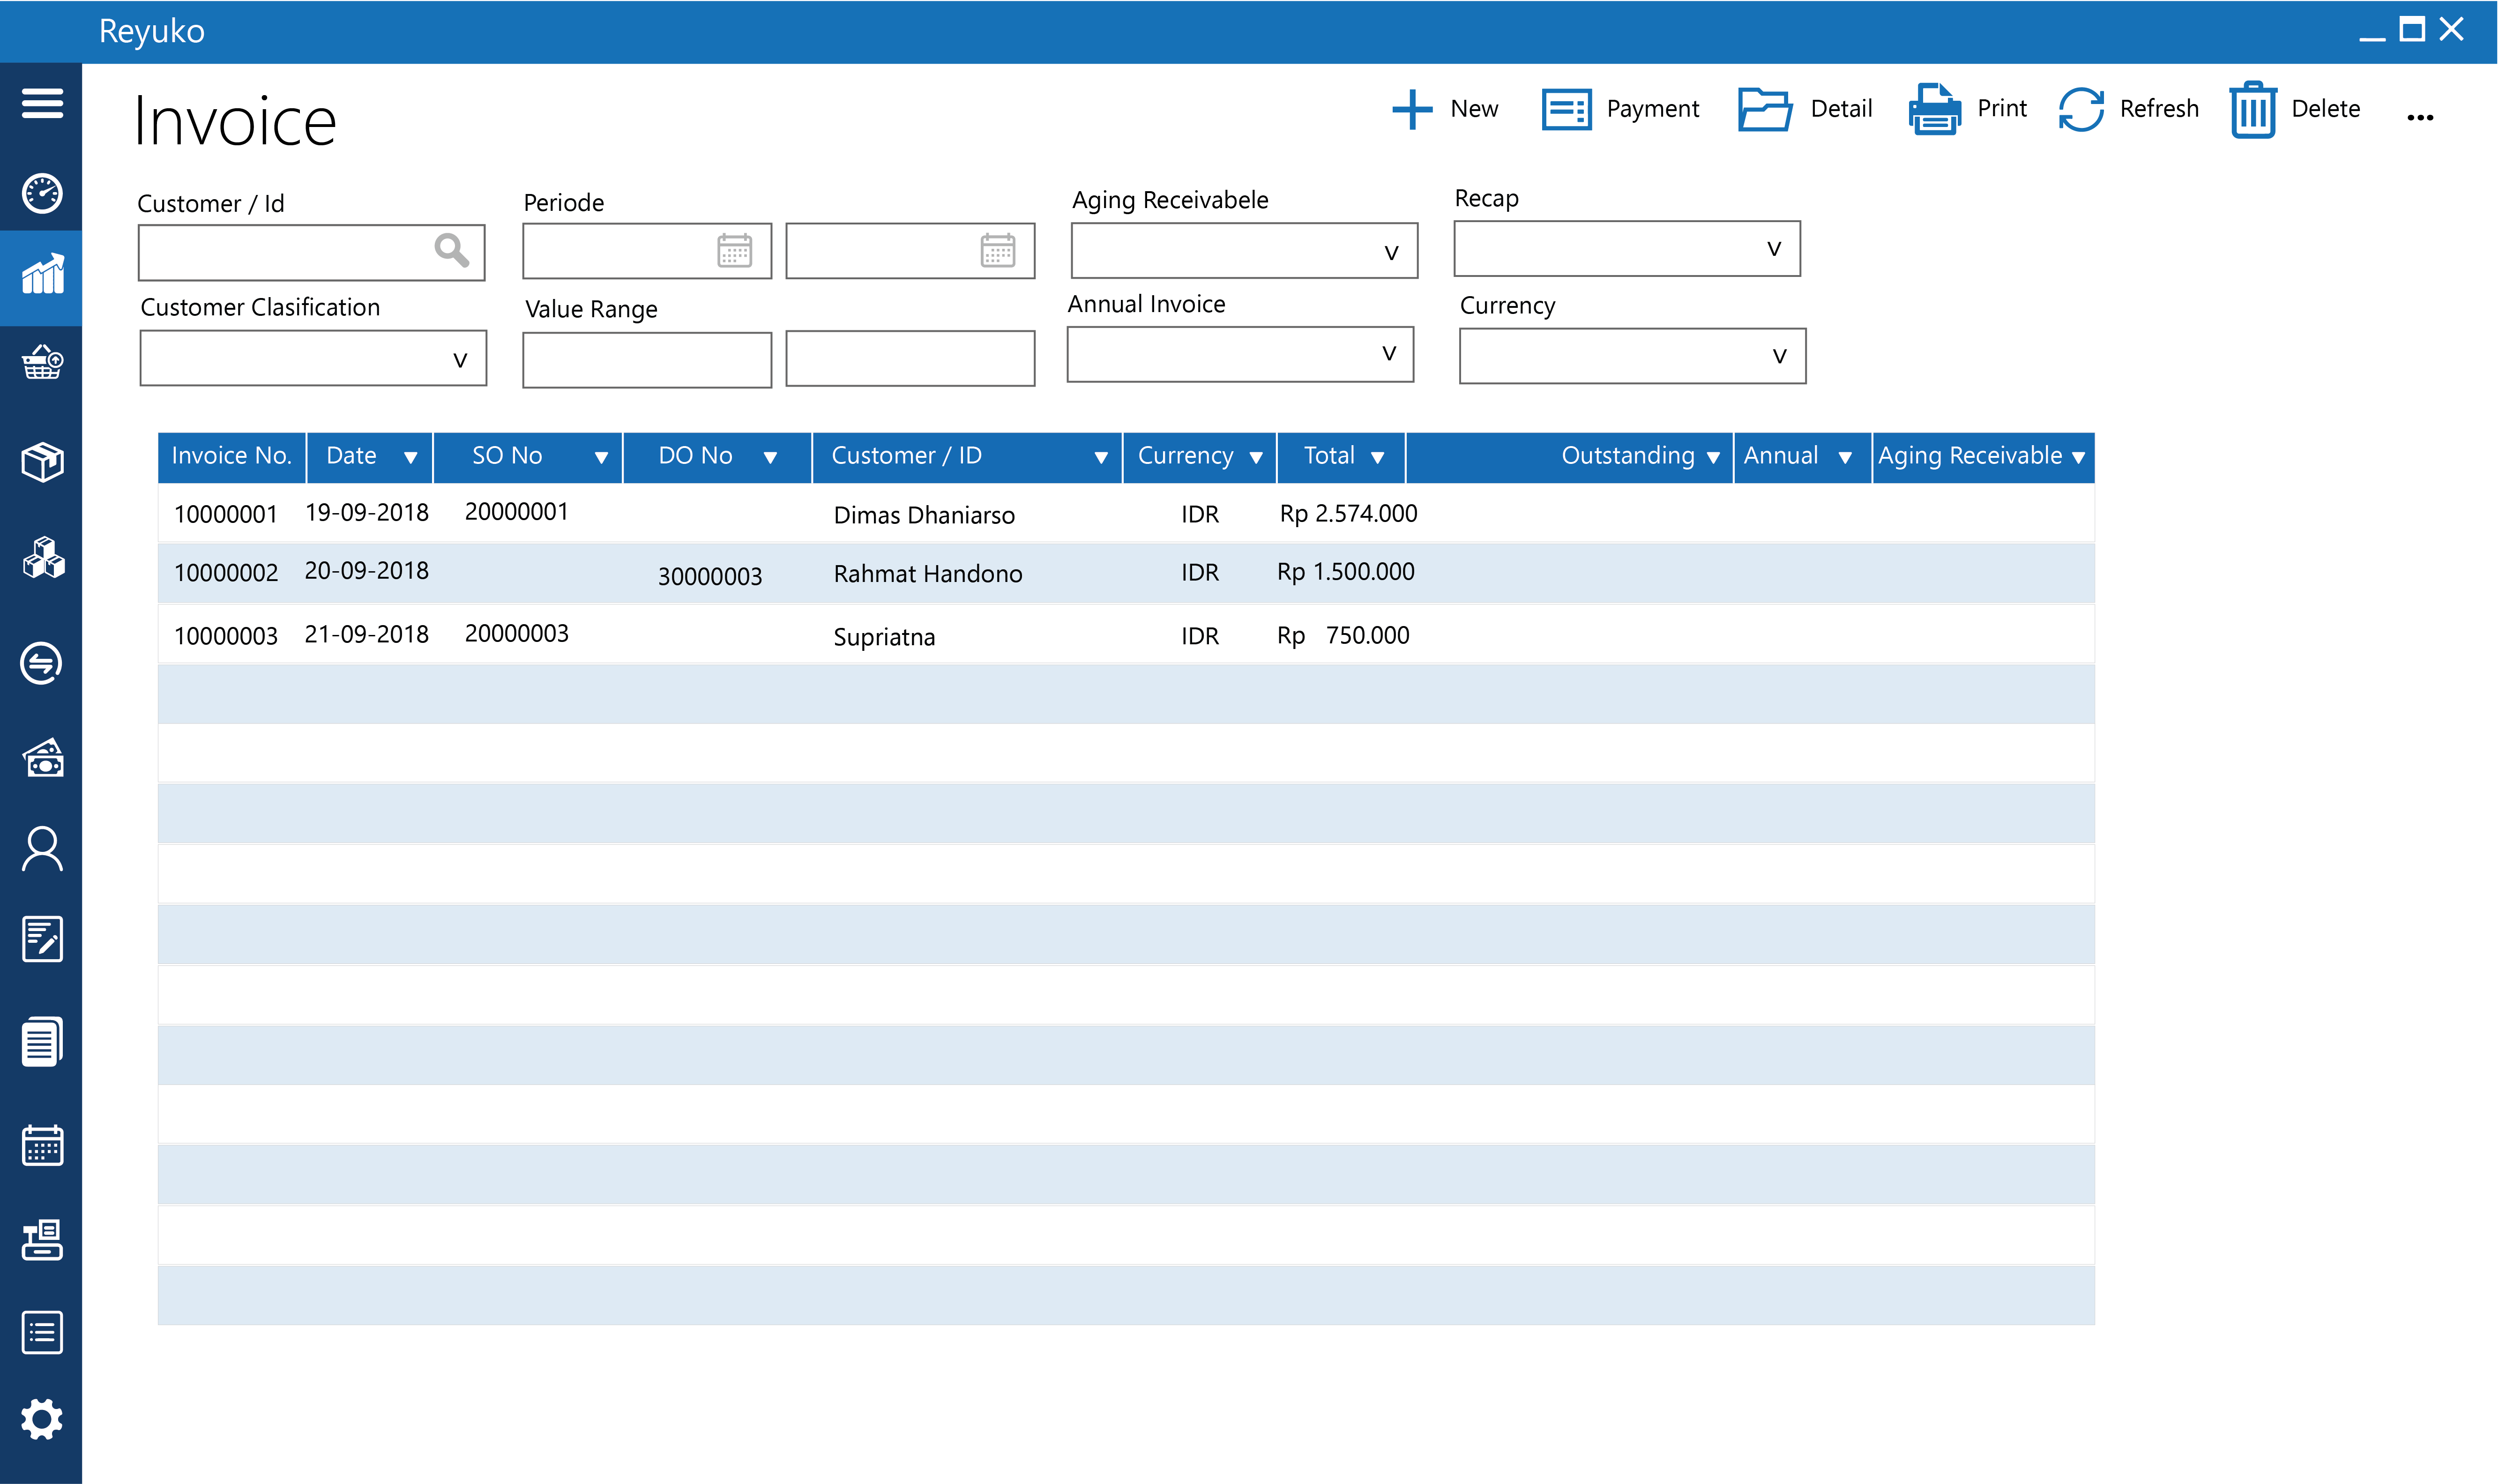 Reyuko
Invoice
New Payment Detail Print Refresh Delete ...
Customer / Id Periode Aging Receivabele Recap
Customer Clasification Value Range Annual Invoice Currency
Invoice No. Date SO No DO No Customer / ID Currency Total Outstanding Annual Aging Receivable
10000001 19-09-2018 20000001 Dimas Dhaniarso IDR Rp 2.574.000
10000002 20-09-2018 30000003 Rahmat Handono IDR Rp 1.500.000
10000003 21-09-2018 20000003 Supriatna IDR Rp 750.000